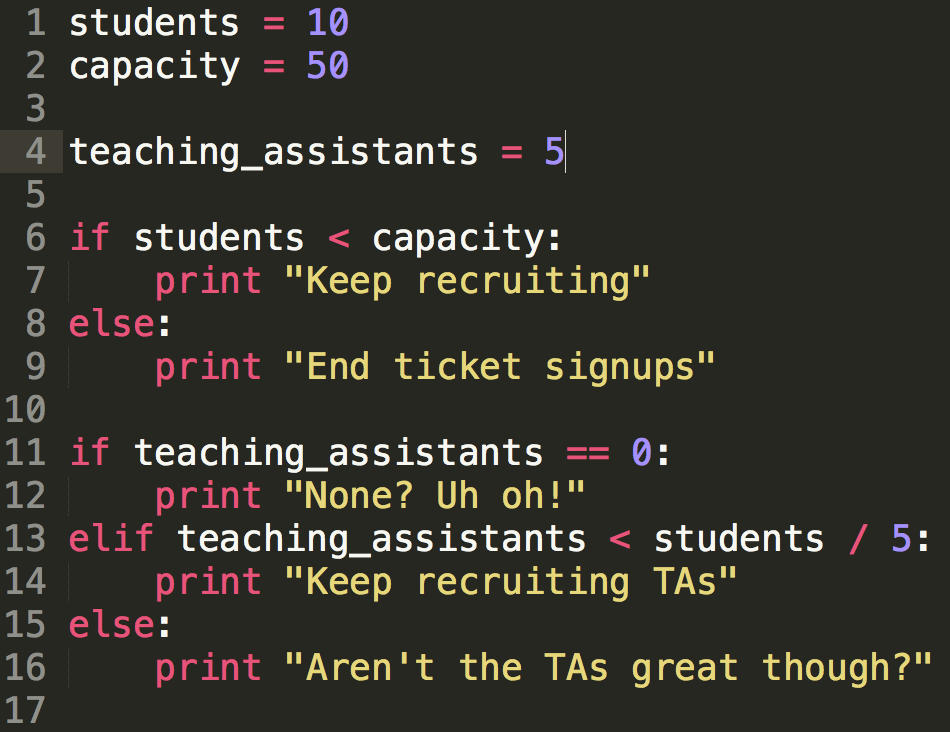 1 students = 10
2 capacity = 50
3
4 teaching_assistants = 5
5
6 if students < capacity:
7     print "Keep recruiting"
8 else:
9     print "End ticket signups"
10
11 if teaching_assistants == 0:
12     print "None? Uh oh!"
13 elif teaching_assistants < students / 5:
14     print "Keep recruiting TAs"
15 else:
16     print "Aren't the TAs great though?"
17